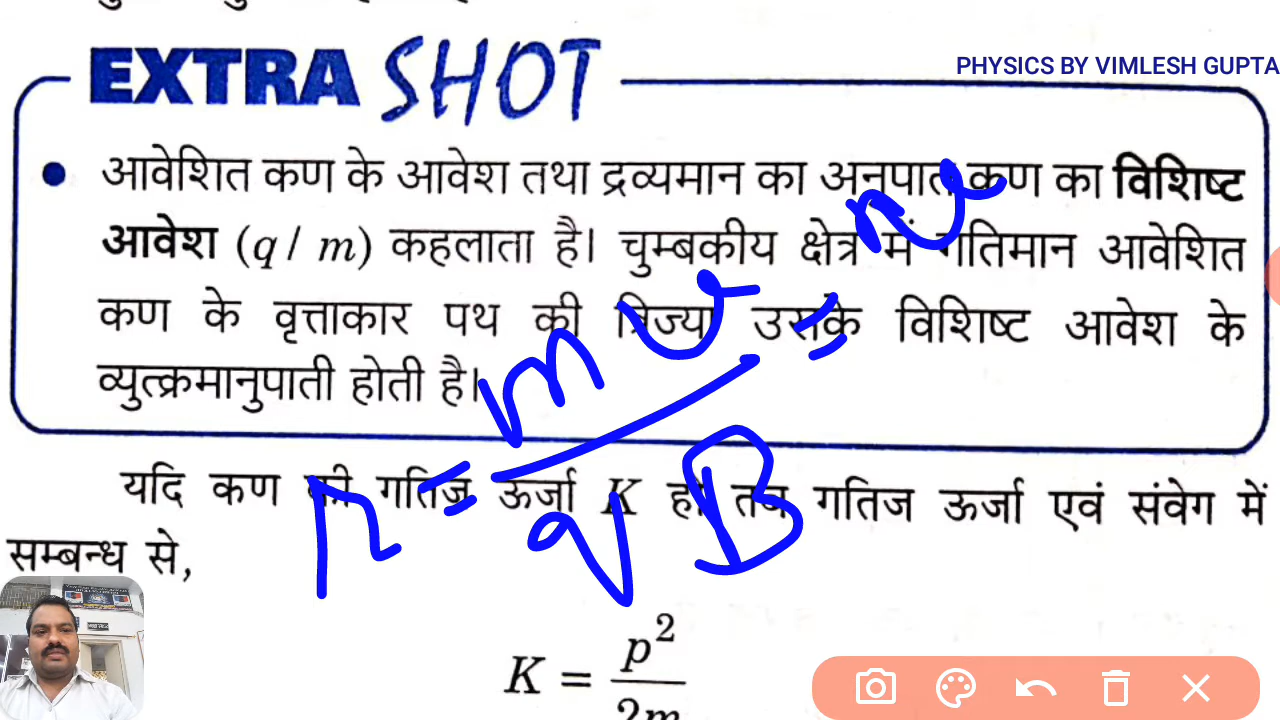 EXTRA SHOT
PHYSICS BY VIMLESH GUPTA
• आवेशित कण के आवेश तथा द्रव्यमान का अनुपात कण का विशिष्ट
आवेश (q / m) कहलाता है। चुम्बकीय क्षेत्र में गतिमान आवेशित
कण के वृत्ताकार पथ की त्रिज्या उसके विशिष्ट आवेश के
व्युत्क्रमानुपाती होती है।
r = mv / qB =
यदि कण की गतिज ऊर्जा K हो तब गतिज ऊर्जा एवं संवेग में
सम्बन्ध से,
K = p² / 2m